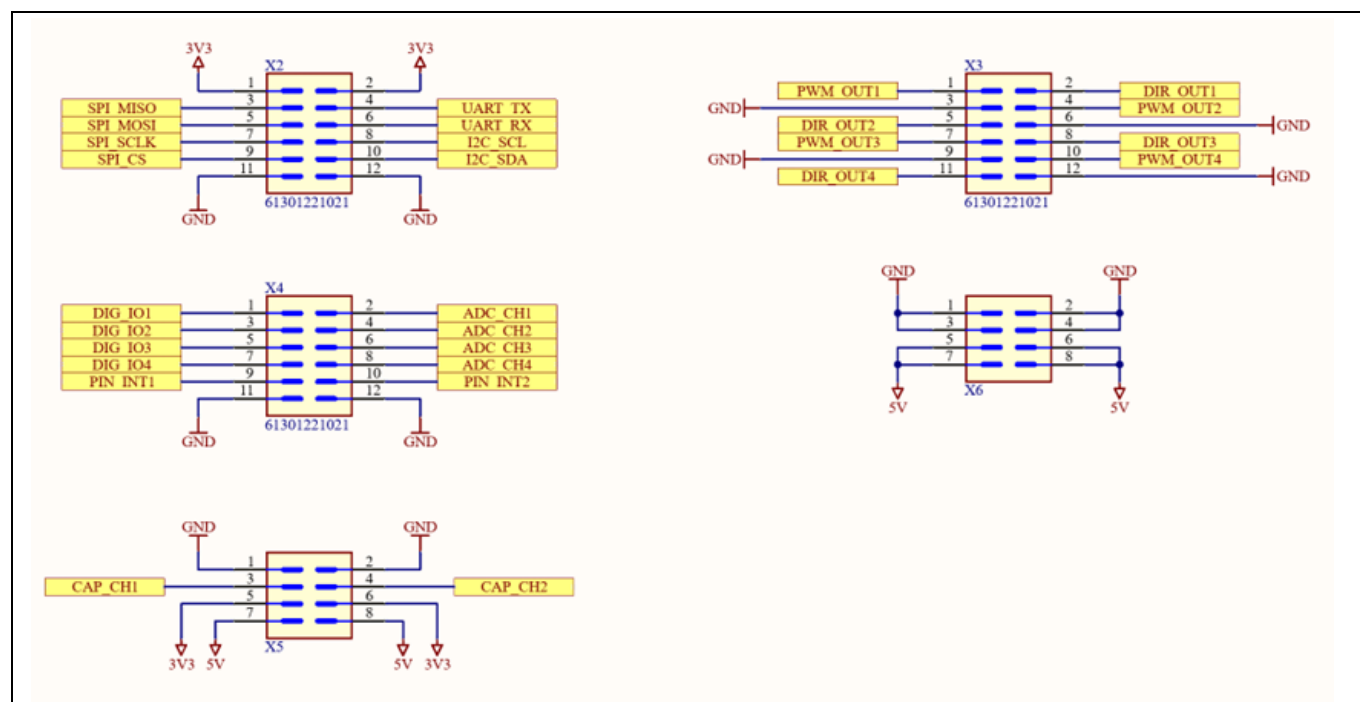 3V3 3V3
X2
1 2
SPI_MISO 3 4 UART_TX
SPI_MOSI 5 6 UART_RX
SPI_SCLK 7 8 I2C_SCL
SPI_CS 9 10 I2C_SDA
11 12
61301221021
GND GND
X3
PWM_OUT1 1 2 DIR_OUT1
GND 3 4 PWM_OUT2
DIR_OUT2 5 6 GND
PWM_OUT3 7 8 DIR_OUT3
GND 9 10 PWM_OUT4
DIR_OUT4 11 12 GND
61301221021
X4
DIG_IO1 1 2 ADC_CH1
DIG_IO2 3 4 ADC_CH2
DIG_IO3 5 6 ADC_CH3
DIG_IO4 7 8 ADC_CH4
PIN_INT1 9 10 PIN_INT2
11 12
61301221021
GND GND
GND GND
1 2
3 4
5 6
7 8
X6
5V 5V
GND GND
1 2
CAP_CH1 3 4 CAP_CH2
5 6
7 8
X5
3V3 5V 5V 3V3